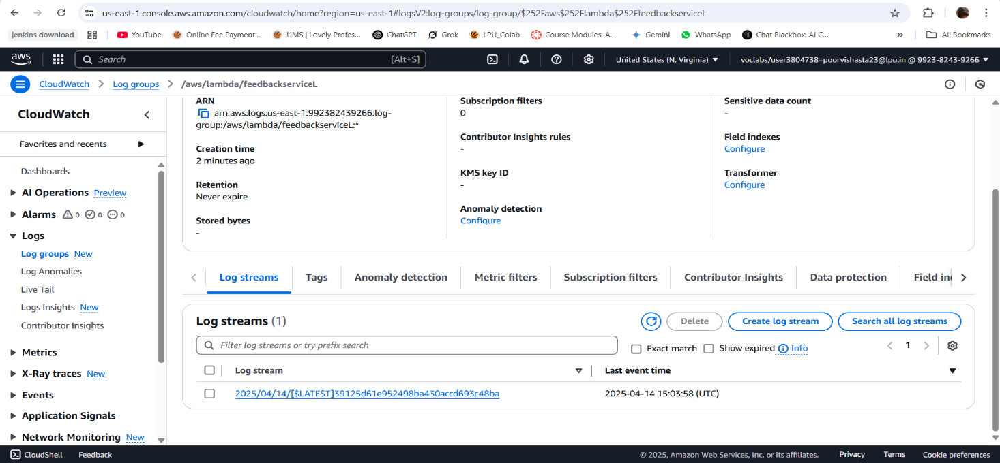 us-east-1.console.aws.amazon.com/cloudwatch/home?region=us-east-1#logsV2:log-groups/log-group/$252Faws$252Flambda$252FfeedbackserviceL
jenkins download
YouTube
Online Fee Payment...
UMS | Lovely Profes...
ChatGPT
Grok
LPU_Colab
Course Modules: A...
Gemini
WhatsApp
Chat Blackbox: AI C...
»
All Bookmarks
aws
Search
[Alt+S]
United States (N. Virginia)
voclabs/user3804738=poorvishasta23@lpu.in @ 9923-8243-9266
CloudWatch
Log groups
/aws/lambda/feedbackserviceL
CloudWatch
Favorites and recents
Dashboards
AI Operations Preview
Alarms 0 0 0
Logs
Log groups New
Log Anomalies
Live Tail
Logs Insights New
Contributor Insights
Metrics
X-Ray traces New
Events
Application Signals
Network Monitoring New
ARN
arn:aws:logs:us-east-1:992382439266:log-
group:/aws/lambda/feedbackserviceL:*
Creation time
2 minutes ago
Retention
Never expire
Stored bytes
-
Subscription filters
0
Contributor Insights rules
-
KMS key ID
-
Anomaly detection
Configure
Sensitive data count
-
Field indexes
Configure
Transformer
Configure
Log streams
Tags
Anomaly detection
Metric filters
Subscription filters
Contributor Insights
Data protection
Field in
Log streams (1)
Delete
Create log stream
Search all log streams
Filter log streams or try prefix search
Exact match
Show expired
Info
1
Log stream
Last event time
2025/04/14/[$LATEST]39125d61e952498ba430accd693c48ba
2025-04-14 15:03:58 (UTC)
CloudShell
Feedback
© 2025, Amazon Web Services, Inc. or its affiliates.
Privacy
Terms
Cookie preferences